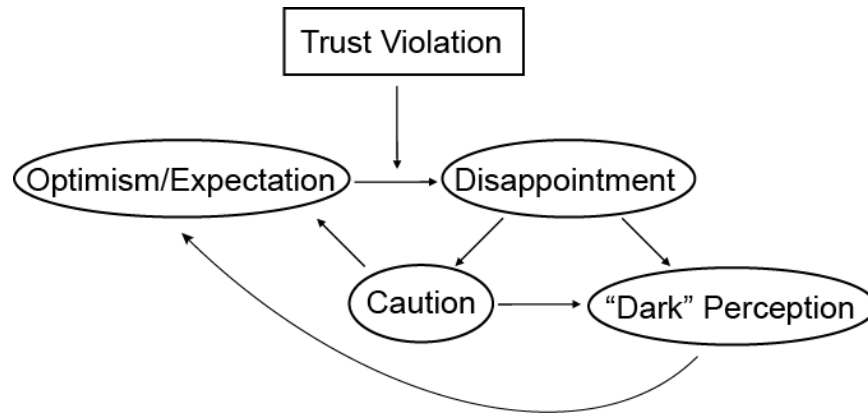 Trust Violation
Optimism/Expectation
Disappointment
Caution
“Dark” Perception